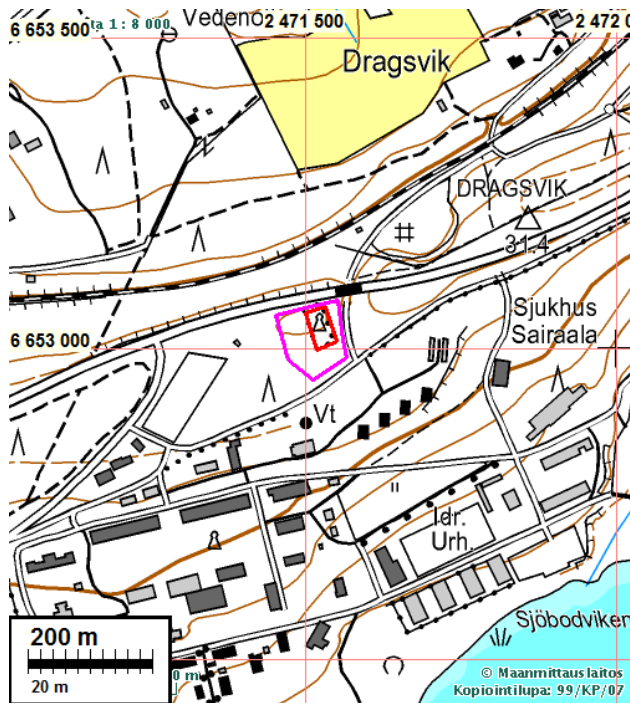 6 653 500
ta 1 : 8 000
Vedeno
2 471 500
2 472 0
Dragsvik
DRAGSVIK
31.4
6 653 000
Sjukhus
Sairaala
Vt
Idr.
Urh.
200 m
20 m
0 m
Sjöbodviken
© Maanmittauslaitos
Kopiointilupa: 99/KP/07